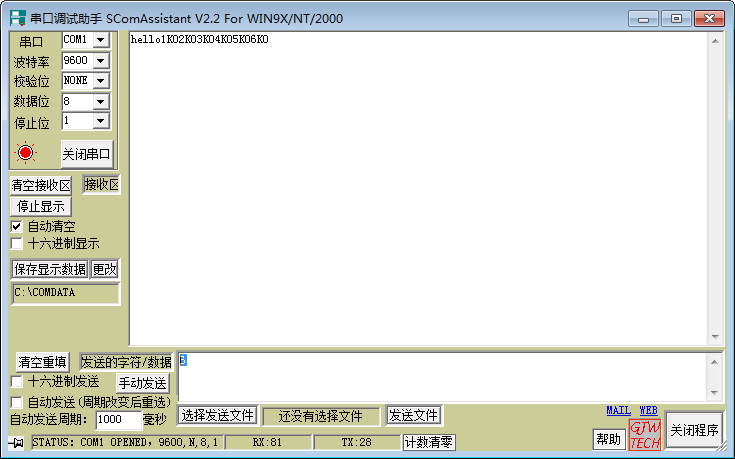 串口调试助手 SComAssistant V2.2 For WIN9X/NT/2000
串口 COM1
波特率 9600
校验位 NONE
数据位 8
停止位 1
关闭串口
hello1KO2KO3KO4KO5KO6KO
清空接收区 接收区
停止显示
自动清空
十六进制显示
保存显示数据 更改
C:\COMDATA
清空重填 发送的字符/数据
6
十六进制发送 手动发送
自动发送(周期改变后重选)
自动发送周期: 1000 毫秒
选择发送文件 还没有选择文件 发送文件
MAIL WEB
帮助 GJW TECH 关闭程序
STATUS: COM1 OPENED, 9600,N,8,1 RX:81 TX:28 计数清零